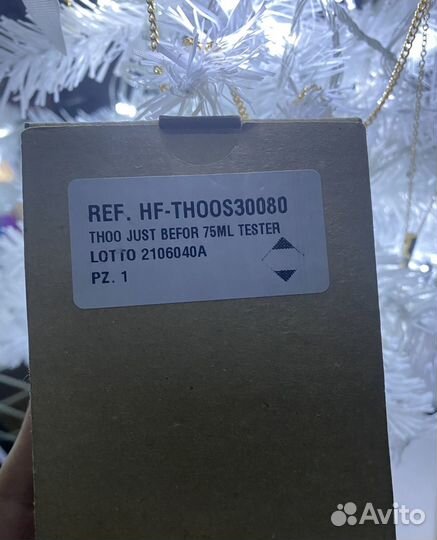 REF. HF-THOOS30080
THOO JUST BEFOR 75ML TESTER
LOTTO 2106040A
PZ. 1
Avito